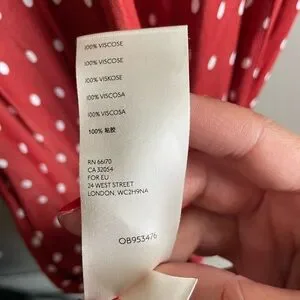 100% VISCOSE
100% VISCOSE
100% VISKOSE
100% VISCOSA
100% VISCOSA
100% 粘胶
RN 66170
CA 32054
FOR EU
24 WEST STREET
LONDON, WC2H9NA
OB953476